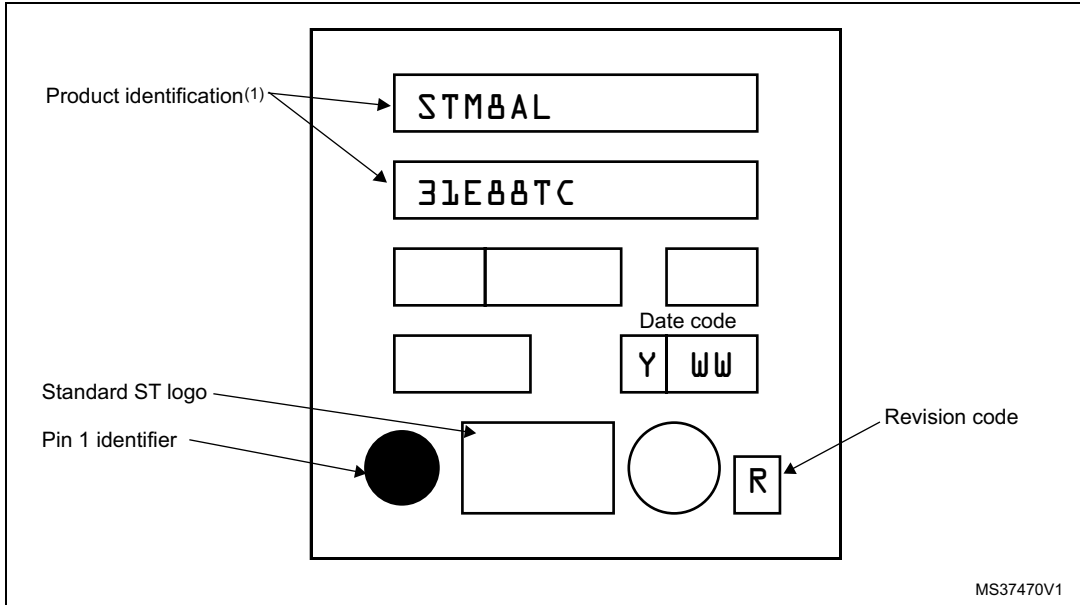 Product identification(1)
STM8AL
31E88TC
Date code
Y WW
Standard ST logo
Pin 1 identifier
Revision code
R
MS37470V1